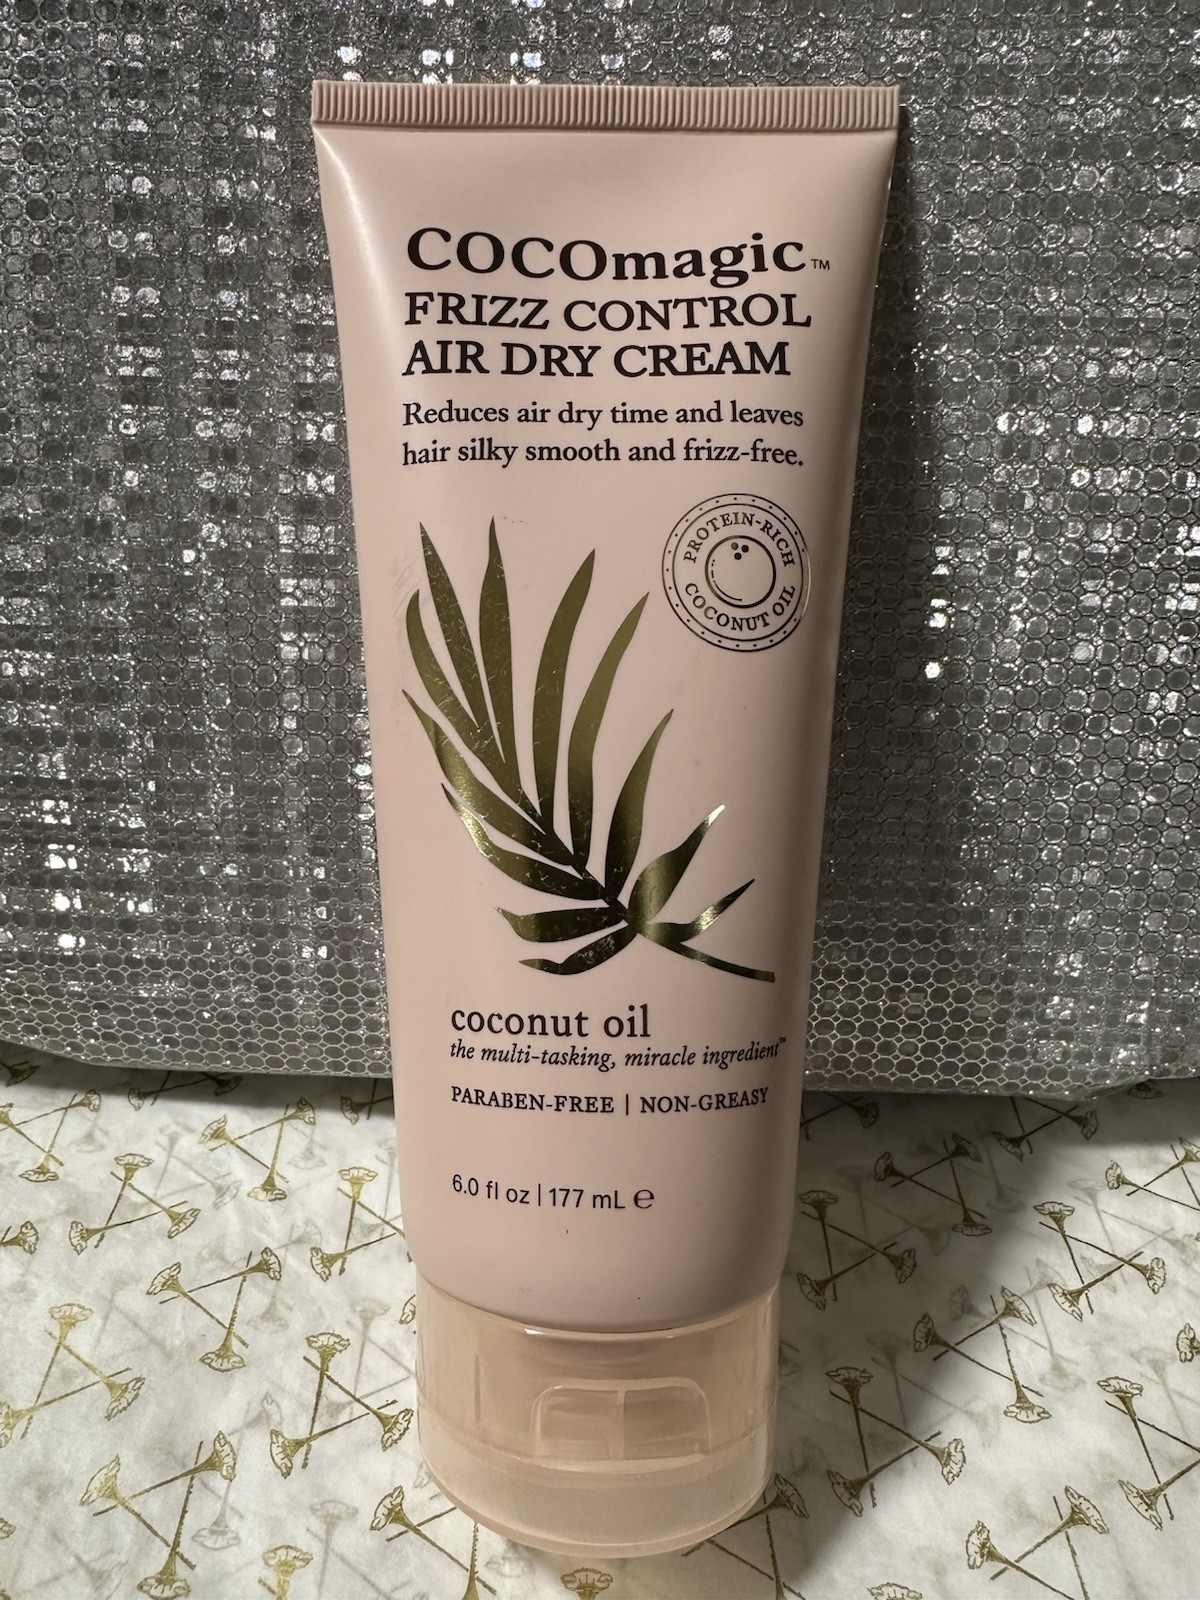 COCOmagic™
FRIZZ CONTROL
AIR DRY CREAM
Reduces air dry time and leaves
hair silky smooth and frizz-free.
PROTEIN-RICH
COCONUT OIL
coconut oil
the multi-tasking, miracle ingredient™
PARABEN-FREE | NON-GREASY
6.0 fl oz | 177 mL ℮